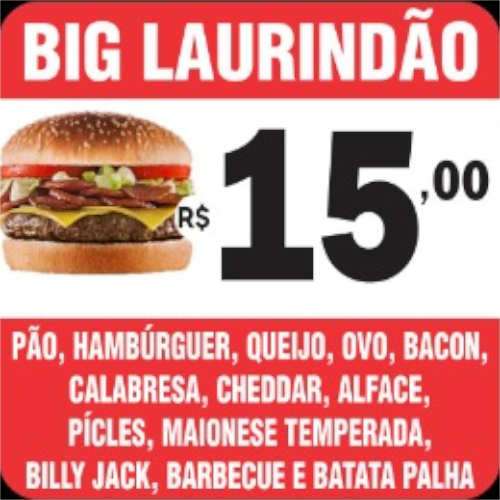 BIG LAURINDÃO
R$ 15,00
PÃO, HAMBÚRGUER, QUEIJO, OVO, BACON,
CALABRESA, CHEDDAR, ALFACE,
PÍCLES, MAIONESE TEMPERADA,
BILLY JACK, BARBECUE E BATATA PALHA